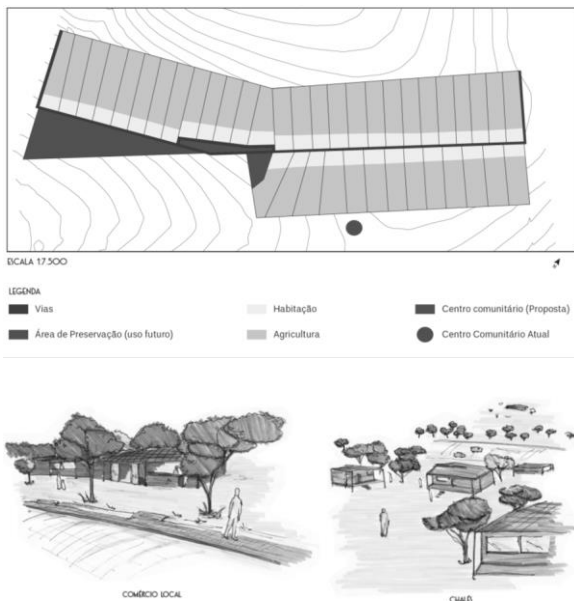 ESCALA 1:7.500
LEGENDA
Vias
Habitação
Centro comunitário (Proposta)
Área de Preservação (uso futuro)
Agricultura
Centro Comunitário Atual
COMÉRCIO LOCAL
CHALÉS